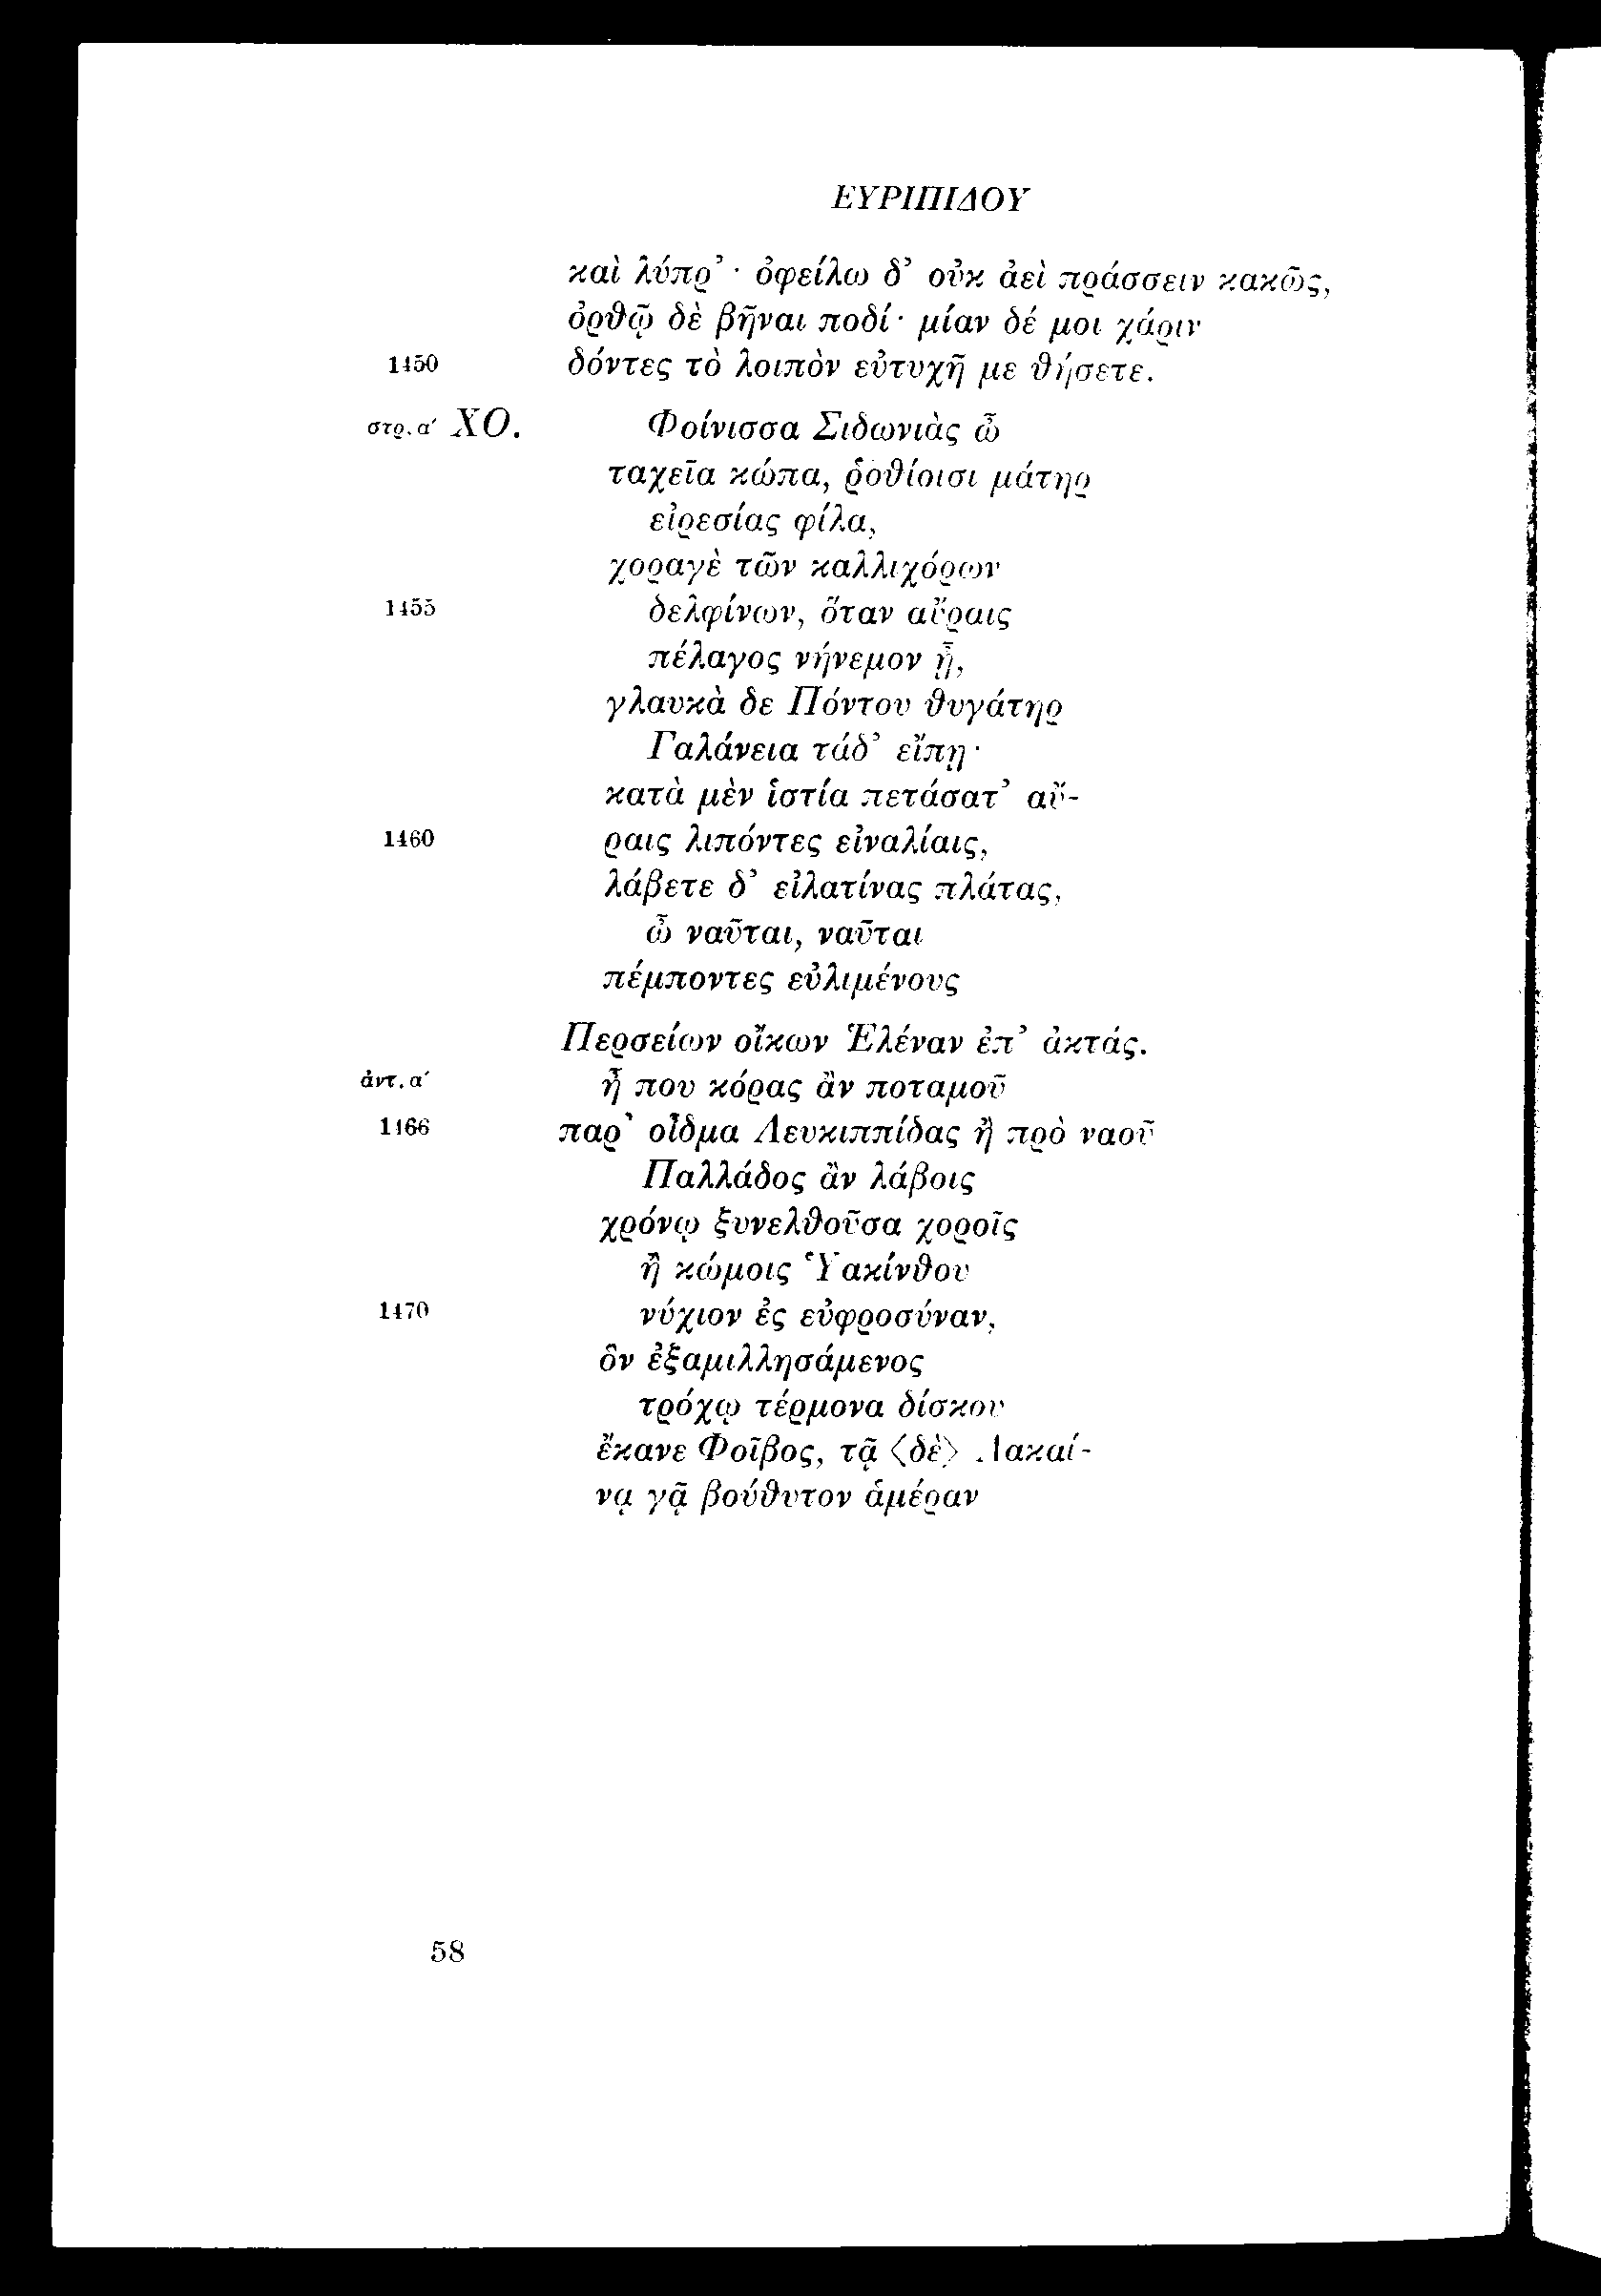 ΕΥΡΙΠΙΔΟΥ
καὶ λύπρ’ · ὀφείλω δ’ οὐκ ἀεὶ πράσσειν κακῶς,
ὀρθῷ δὲ βῆναι ποδί · μίαν δέ μοι χάριν
1450 δόντες τὸ λοιπὸν εὐτυχῆ με θήσετε.
στρ. α′ ΧΟ. Φοίνισσα Σιδωνιὰς ὦ
ταχεῖα κώπα, ῥοθίοισι μάτηρ
εἰρεσίας φίλα,
χοραγὲ τῶν καλλιχόρων
1455 δελφίνων, ὅταν αὔραις
πέλαγος νήνεμον ᾖ,
γλαυκὰ δε Πόντου θυγάτηρ
Γαλάνεια τάδ’ εἴπῃ ·
κατὰ μὲν ἱστία πετάσατ’ αὔ-
1460 ραις λιπόντες εἰναλίαις,
λάβετε δ’ εἰλατίνας πλάτας,
ὦ ναῦται, ναῦται
πέμποντες εὐλιμένους
Περσείων οἴκων Ἑλέναν ἐπ’ ἀκτάς.
ἀντ. α′ ἦ που κόρας ἂν ποταμοῦ
1466 παρ’ οἶδμα Λευκιππίδας ἢ πρὸ ναοῦ
Παλλάδος ἂν λάβοις
χρόνῳ ξυνελθοῦσα χοροῖς
ἢ κώμοις Ὑακίνθου
1470 νύχιον ἐς εὐφροσύναν,
ὃν ἐξαμιλλησάμενος
τρόχῳ τέρμονα δίσκου
ἔκανε Φοῖβος, τᾷ ⟨δὲ⟩ Λακαί-
νᾳ γᾷ βούθυτον ἁμέραν
58